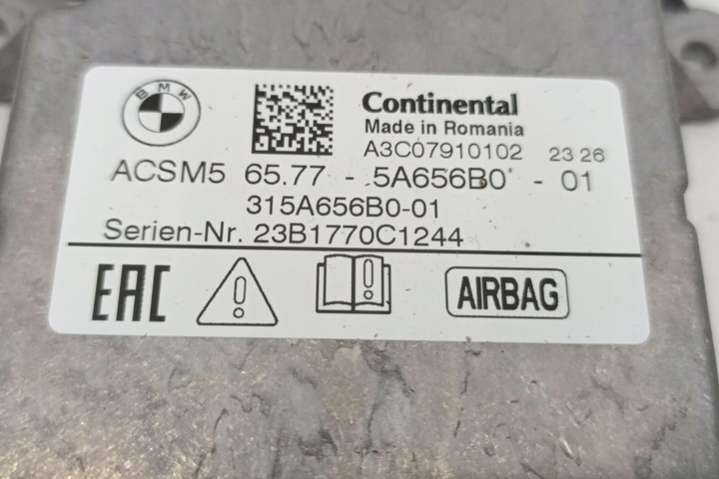 BMW
Continental
Made in Romania
A3C07910102 23 26
ACSM5 65.77 - 5A656B0 - 01
315A656B0-01
Serien-Nr. 23B1770C1244
EAC
AIRBAG